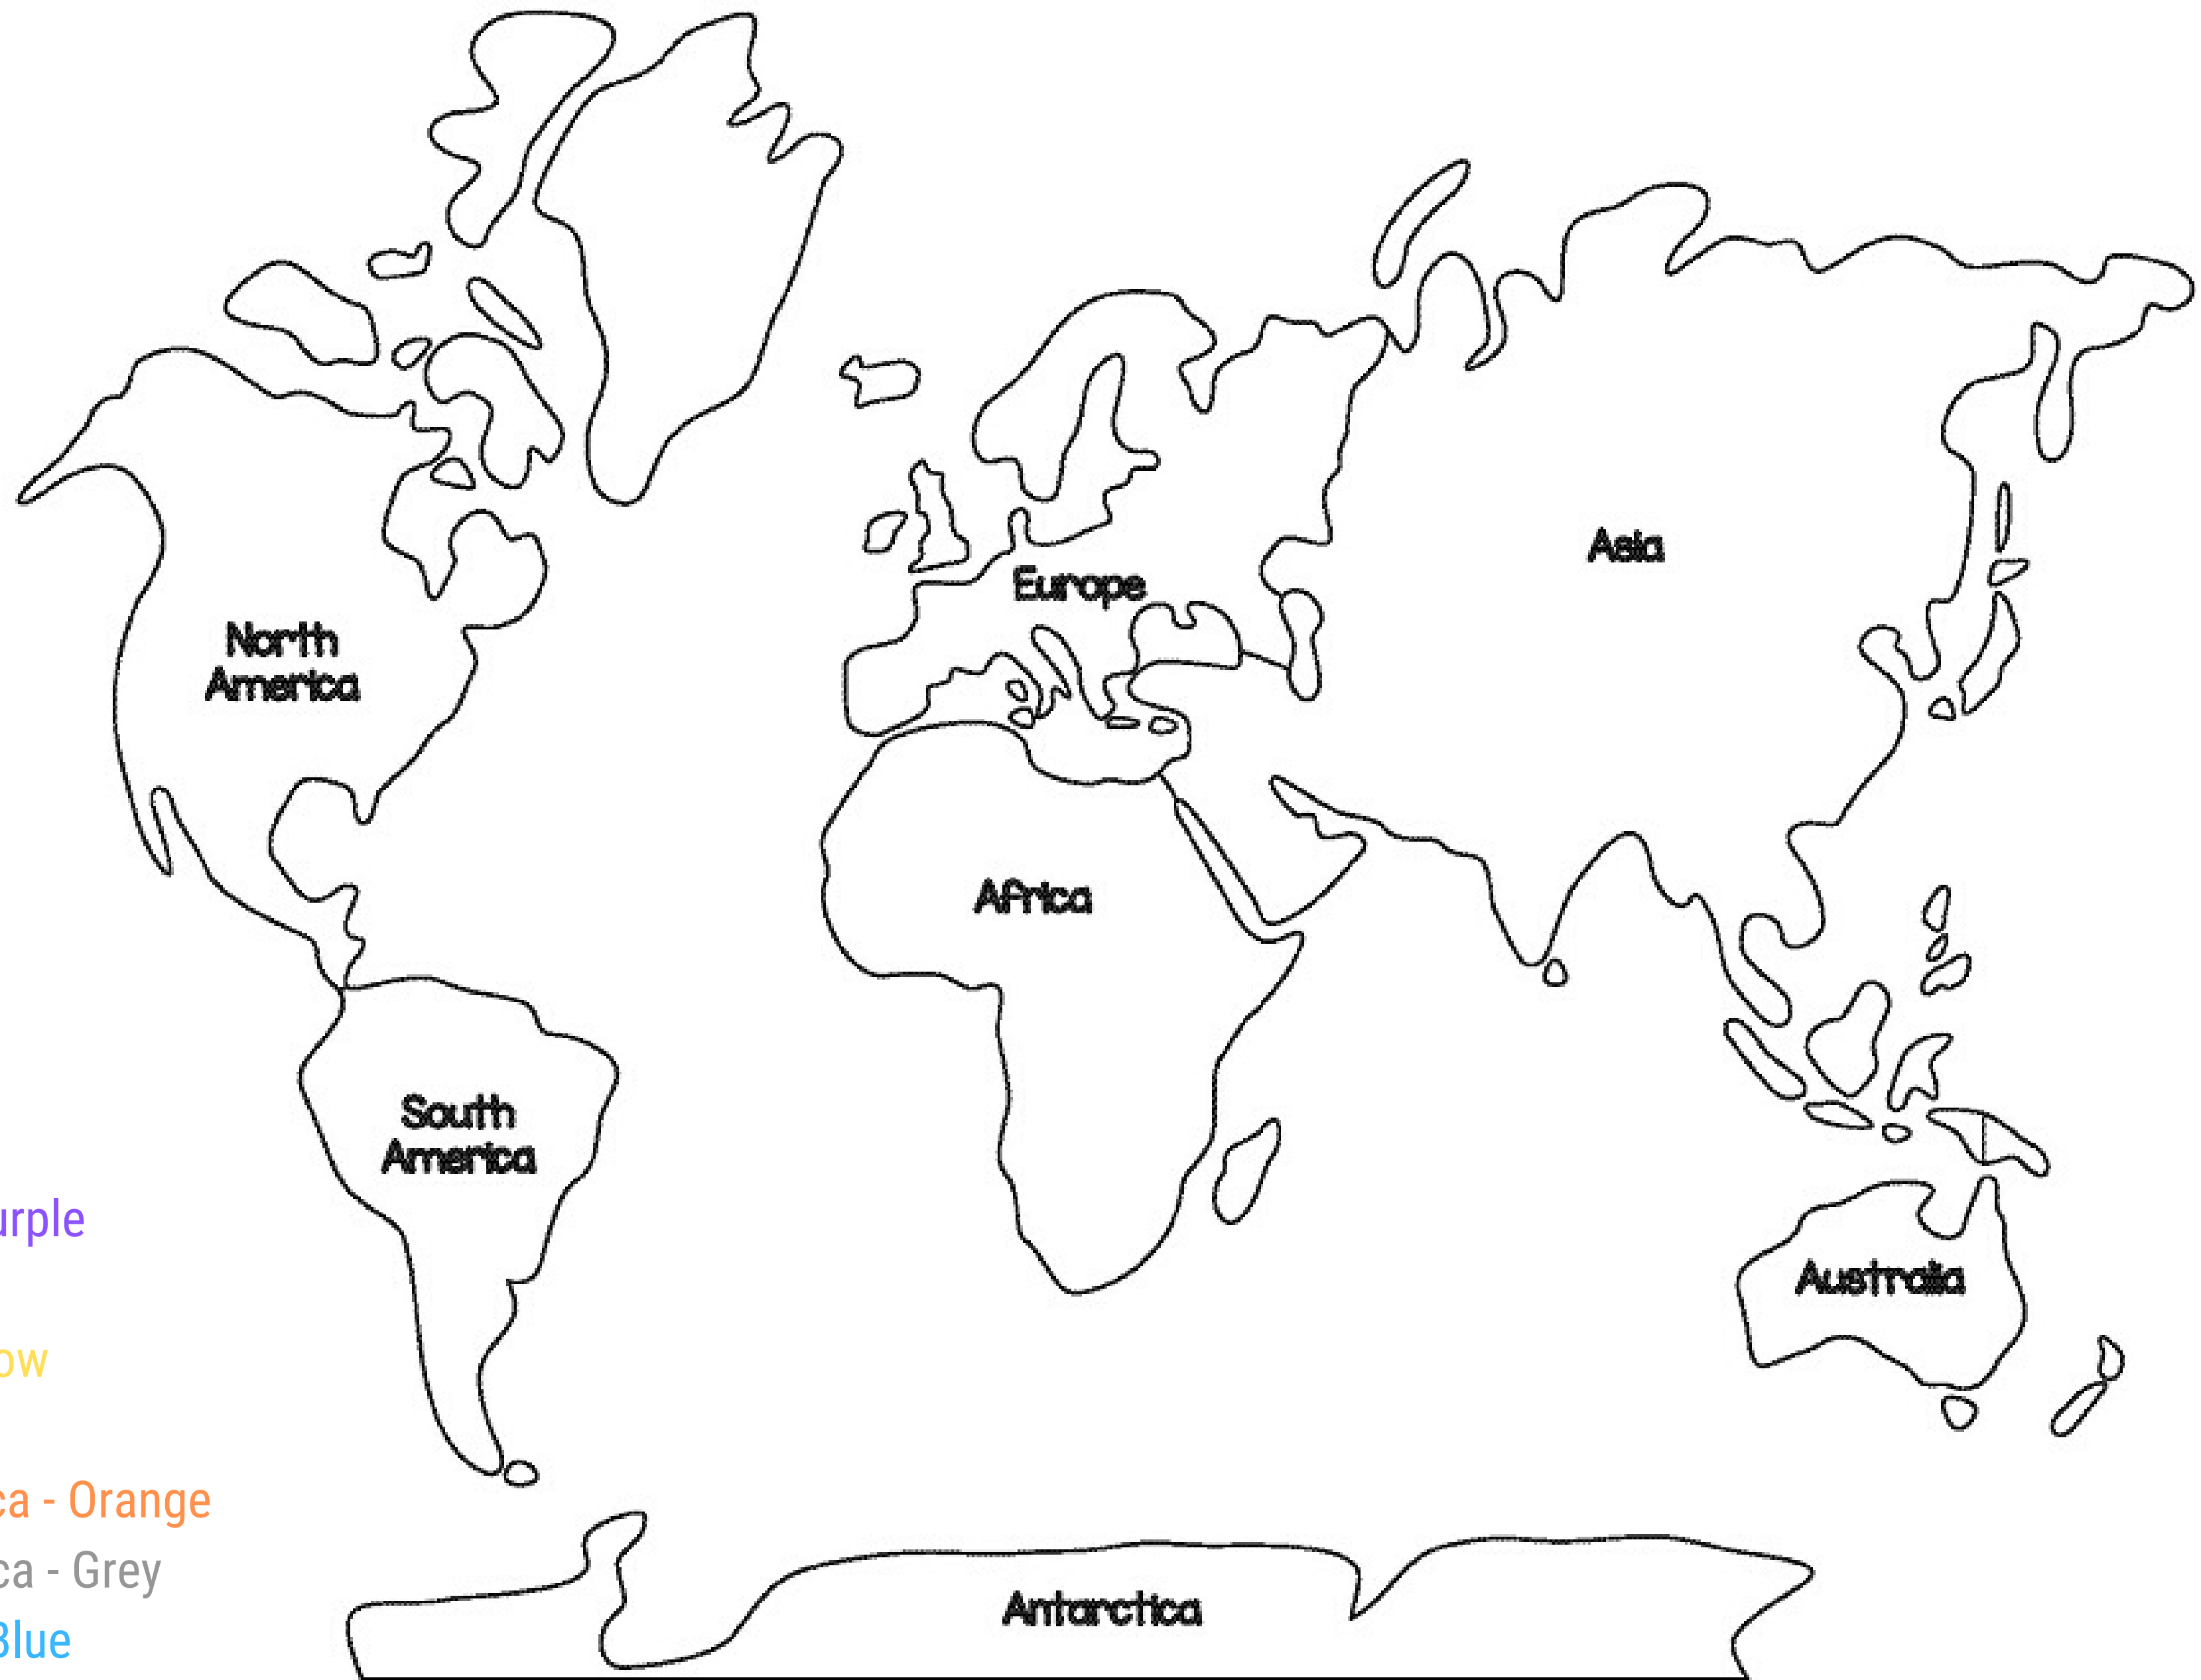 Asia
Europe
North
America
Africa
South
America
urple
Australia
ow
ca - Orange
ca - Grey
Blue
Antarctica